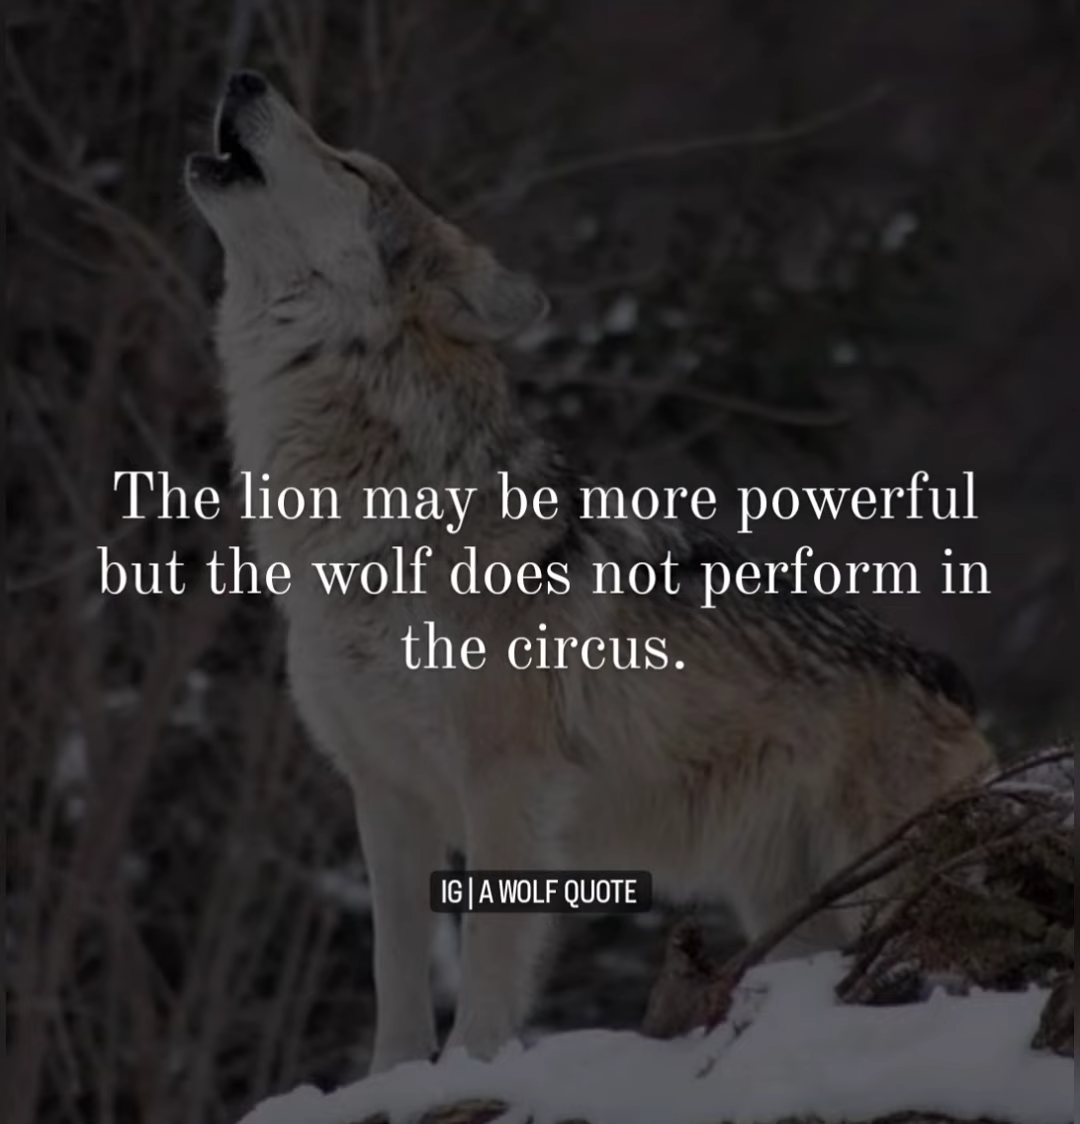 The lion may be more powerful
but the wolf does not perform in
the circus.
IG|A WOLF QUOTE